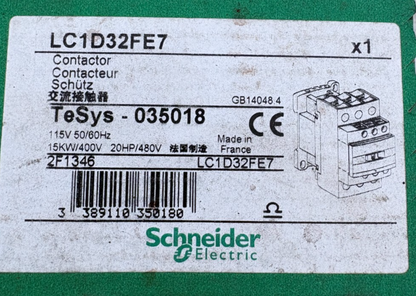 LC1D32FE7 x1
Contactor
Contacteur
Schütz
交流接触器 GB14048.4
TeSys - 035018 CE
115V 50/60Hz
15KW/400V 20HP/480V 法国制造 Made in France
2F1346 LC1D32FE7
3 389110 350180
Schneider
Electric